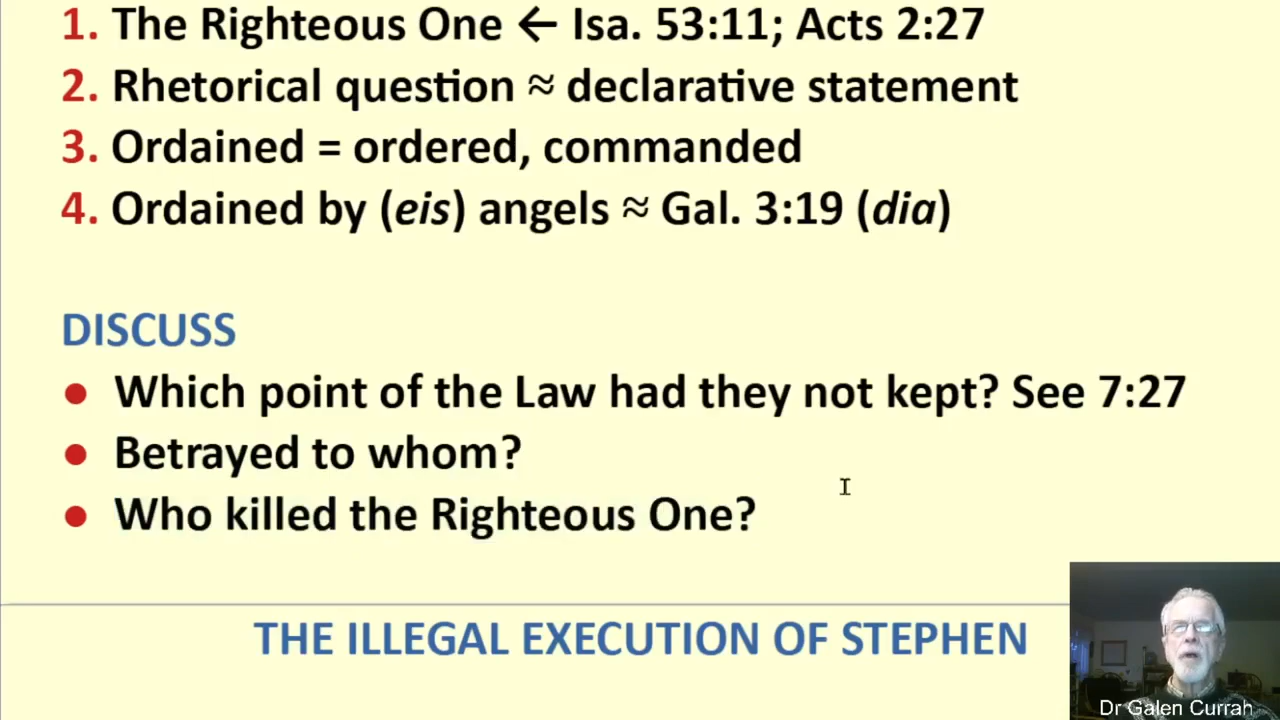 1. The Righteous One ← Isa. 53:11; Acts 2:27
2. Rhetorical question ≈ declarative statement
3. Ordained = ordered, commanded
4. Ordained by (eis) angels ≈ Gal. 3:19 (dia)
DISCUSS
● Which point of the Law had they not kept? See 7:27
● Betrayed to whom?
● Who killed the Righteous One?
THE ILLEGAL EXECUTION OF STEPHEN
Dr Galen Currah